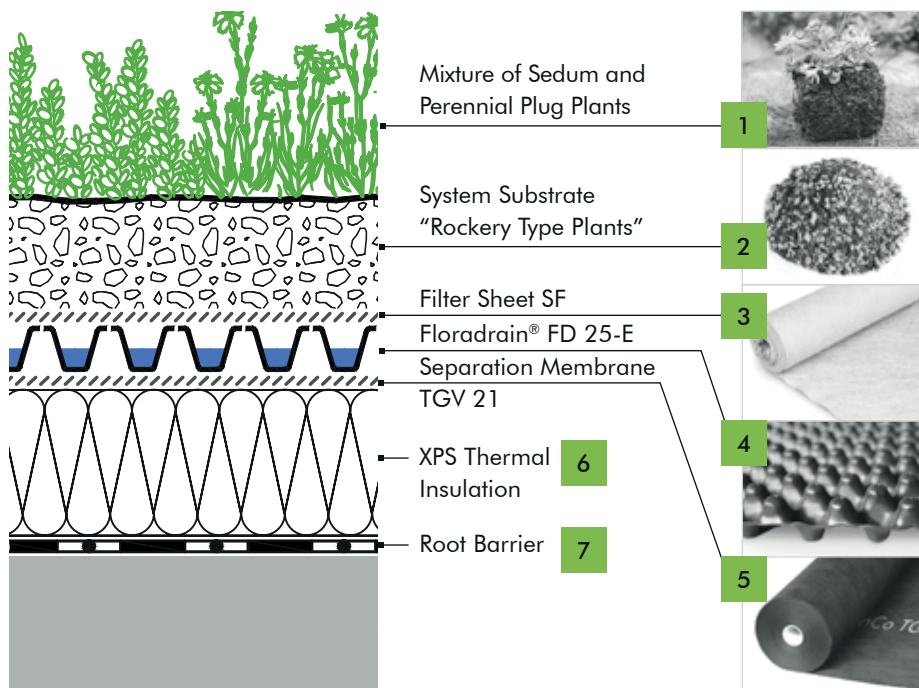 Mixture of Sedum and
Perennial Plug Plants
1
System Substrate
“Rockery Type Plants”
2
Filter Sheet SF
3
Floradrain® FD 25-E
4
Separation Membrane
TGV 21
5
XPS Thermal
Insulation
6
Root Barrier
7